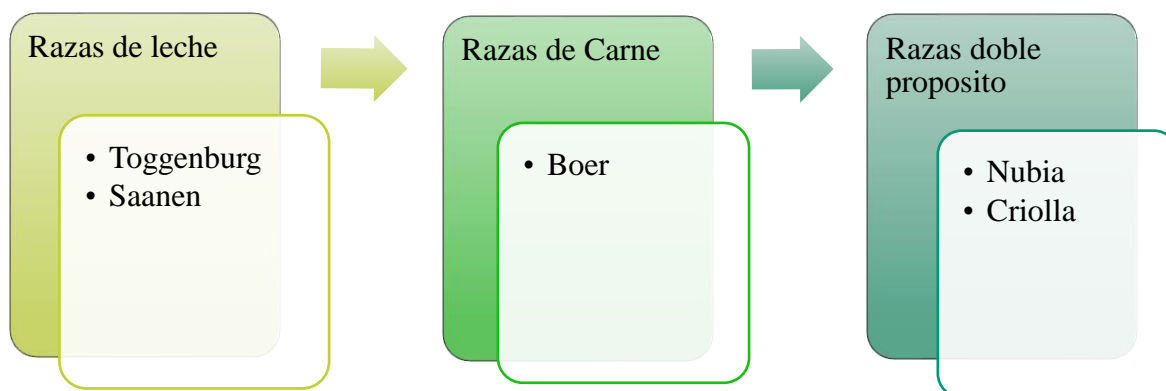 Razas de leche
• Toggenburg
• Saanen
Razas de Carne
• Boer
Razas doble
proposito
• Nubia
• Criolla